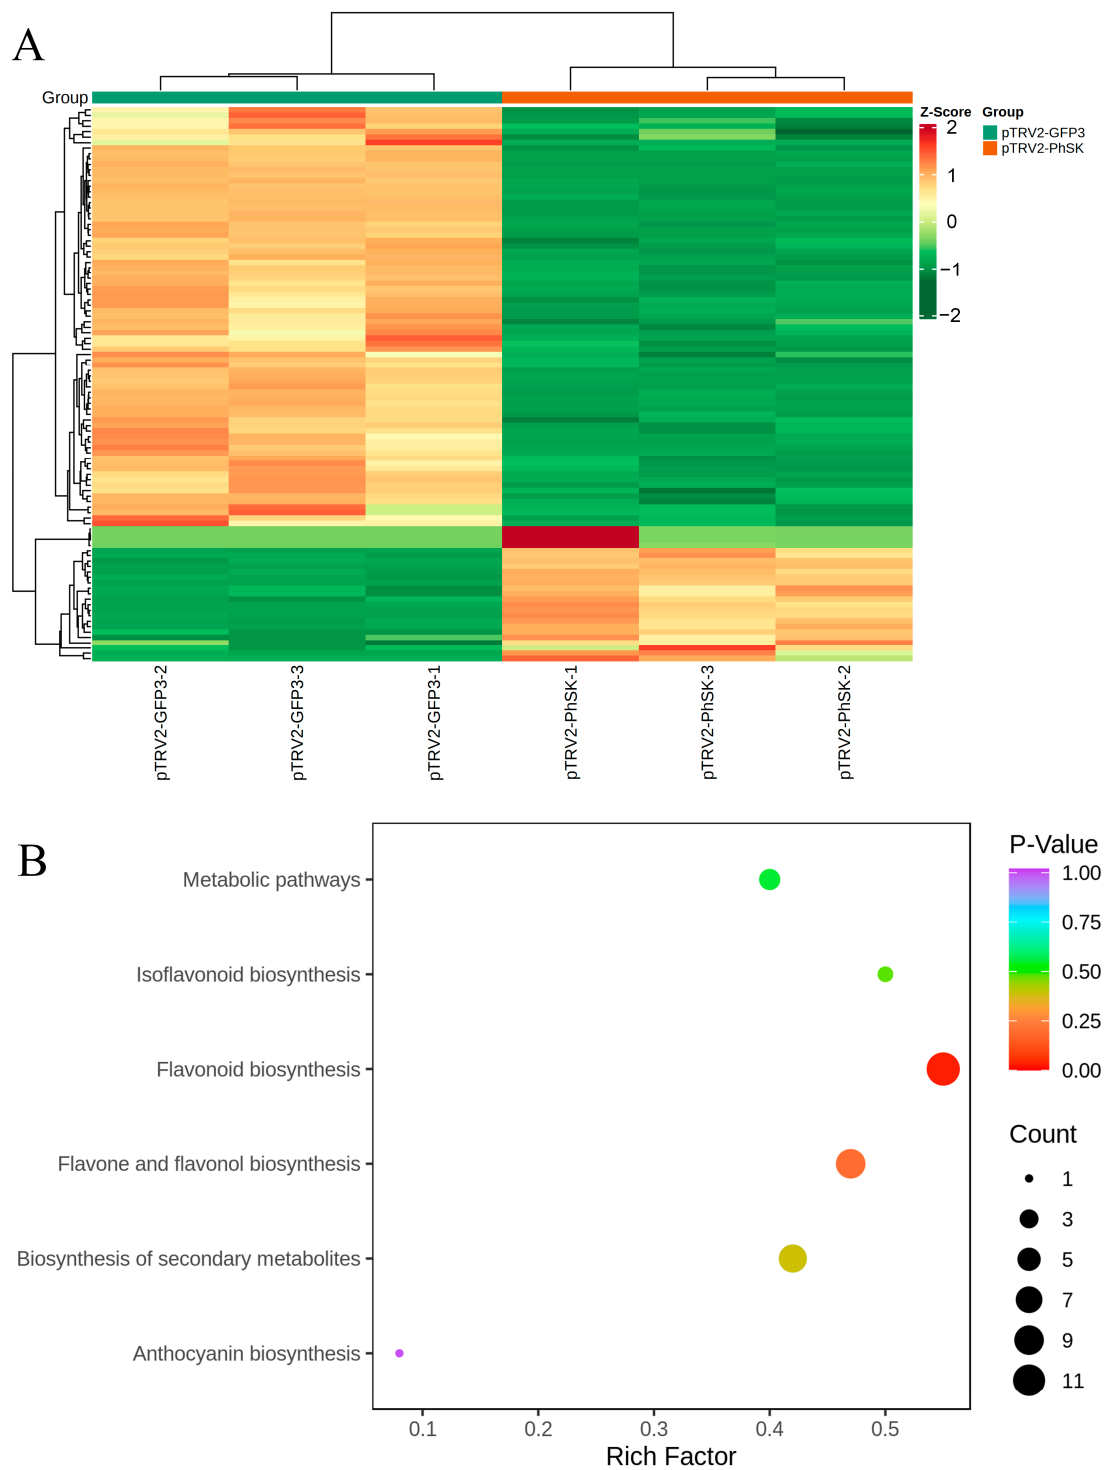 A
Group
Z-Score
2
1
0
−1
−2
Group
pTRV2-GFP3
pTRV2-PhSK
pTRV2-GFP3-2
pTRV2-GFP3-3
pTRV2-GFP3-1
pTRV2-PhSK-1
pTRV2-PhSK-3
pTRV2-PhSK-2
B
Metabolic pathways
Isoflavonoid biosynthesis
Flavonoid biosynthesis
Flavone and flavonol biosynthesis
Biosynthesis of secondary metabolites
Anthocyanin biosynthesis
0.1 0.2 0.3 0.4 0.5
Rich Factor
P-Value
1.00
0.75
0.50
0.25
0.00
Count
1
3
5
7
9
11